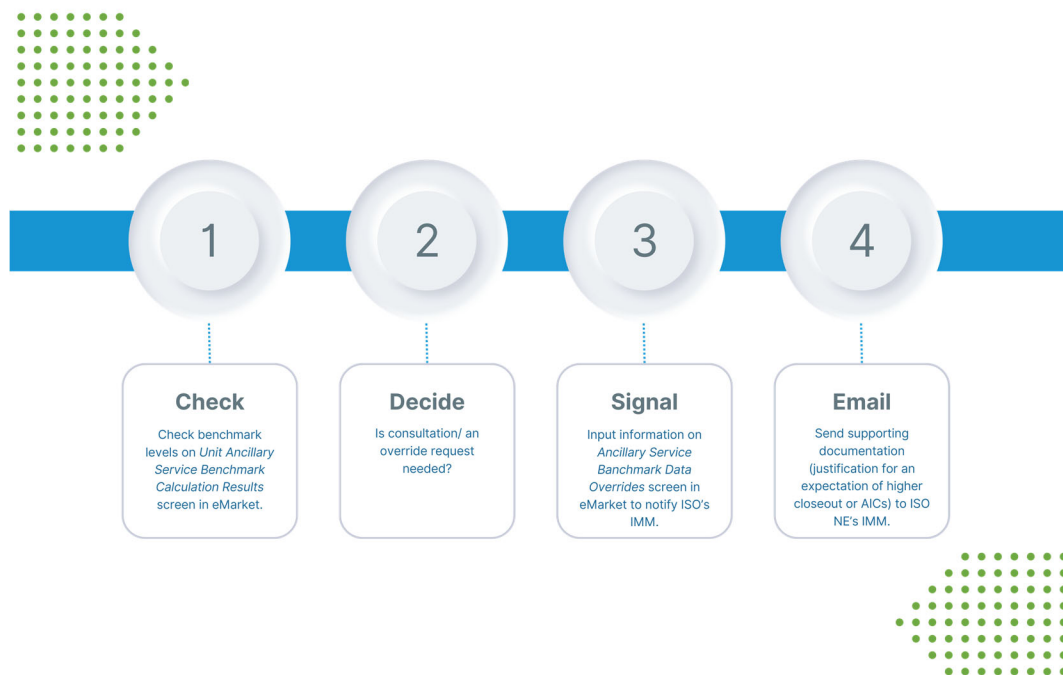 1
2
3
4
Check
Check benchmark
levels on Unit Ancillary
Service Benchmark
Calculation Results
screen in eMarket.
Decide
Is consultation/ an
override request
needed?
Signal
Input information on
Ancillary Service
Banchmark Data
Overrides screen in
eMarket to notify ISO's
IMM.
Email
Send supporting
documentation
(justification for an
expectation of higher
closeout or AICs) to ISO
NE's IMM.